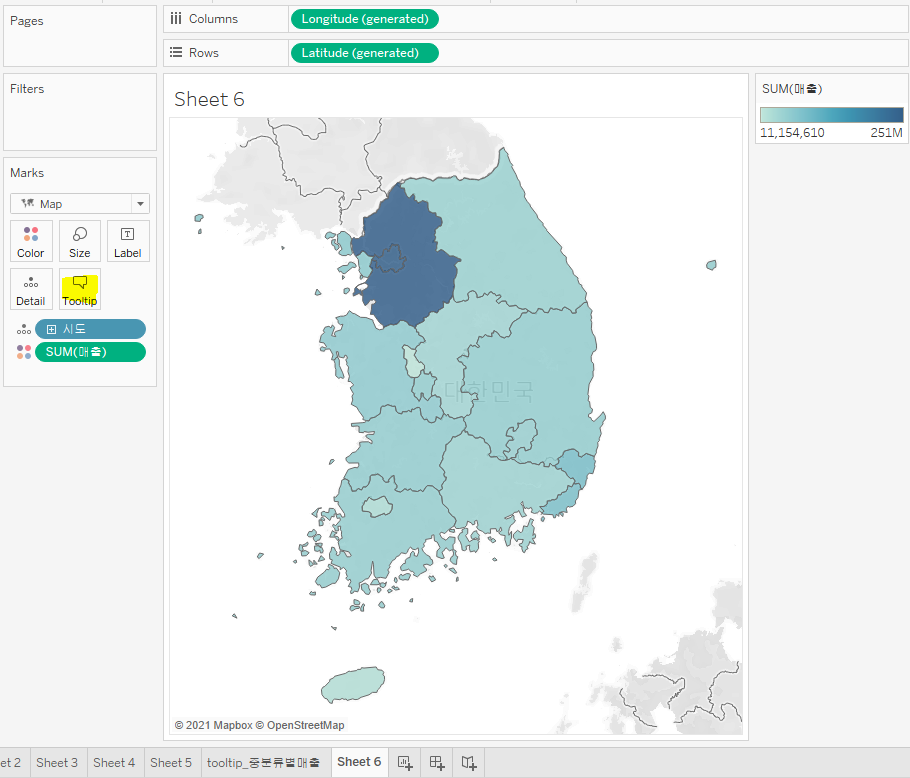 Pages
Columns
Longitude (generated)
Rows
Latitude (generated)
Filters
Marks
Map
Color
Size
Label
Detail
Tooltip
시도
SUM(매출)
Sheet 6
대한민국
© 2021 Mapbox © OpenStreetMap
SUM(매출)
11,154,610
251M
et 2
Sheet 3
Sheet 4
Sheet 5
tooltip_중분류별매출
Sheet 6